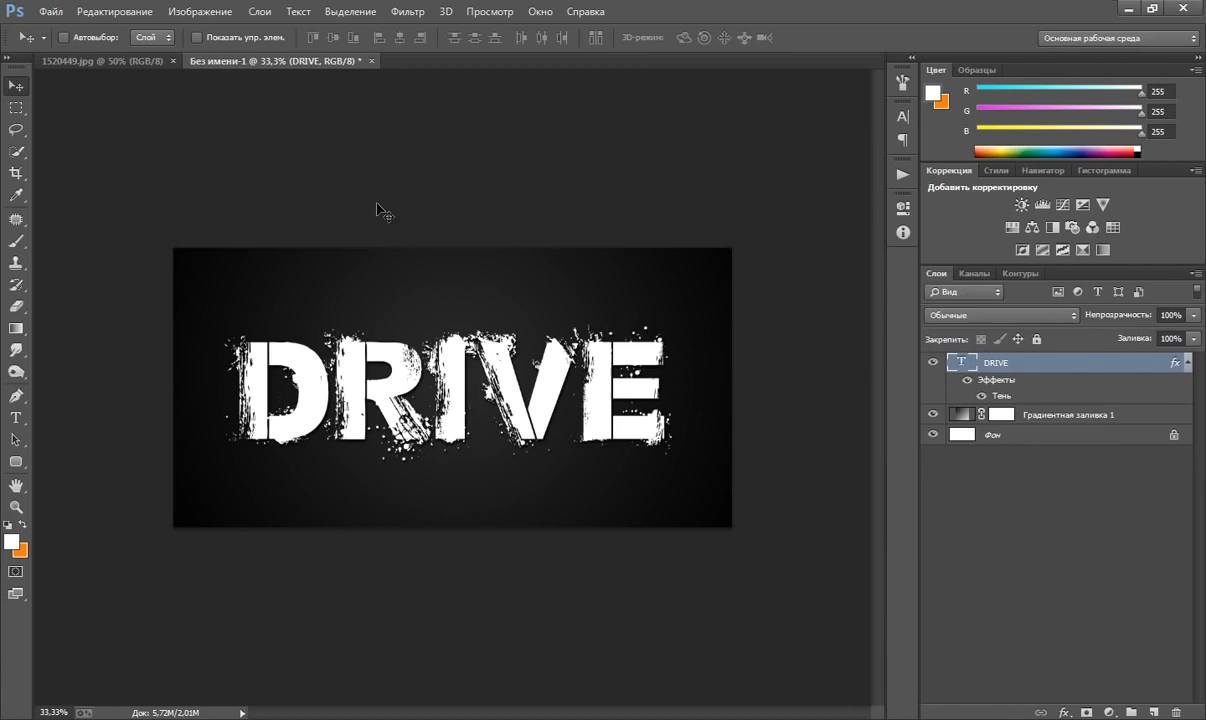 Ps Файл Редактирование Изображение Слои Текст Выделение Фильтр 3D Просмотр Окно Справка
Автовыбор: Слой Показать упр. элем. 3D-режим: Основная рабочая среда
1520449.jpg @ 50% (RGB/8) × Без имени-1 @ 33,3% (DRIVE, RGB/8) * ×
Цвет Образцы
R 255
G 255
B 255
Коррекция Стили Навигатор Гистограмма
Добавить корректировку
Слои Каналы Контуры
Вид
Обычные Непрозрачность: 100%
Закрепить: Заливка: 100%
T DRIVE fx
Эффекты
Тень
Градиентная заливка 1
Фон
DRIVE
33,33% Док: 5,72M/2,01M
fx